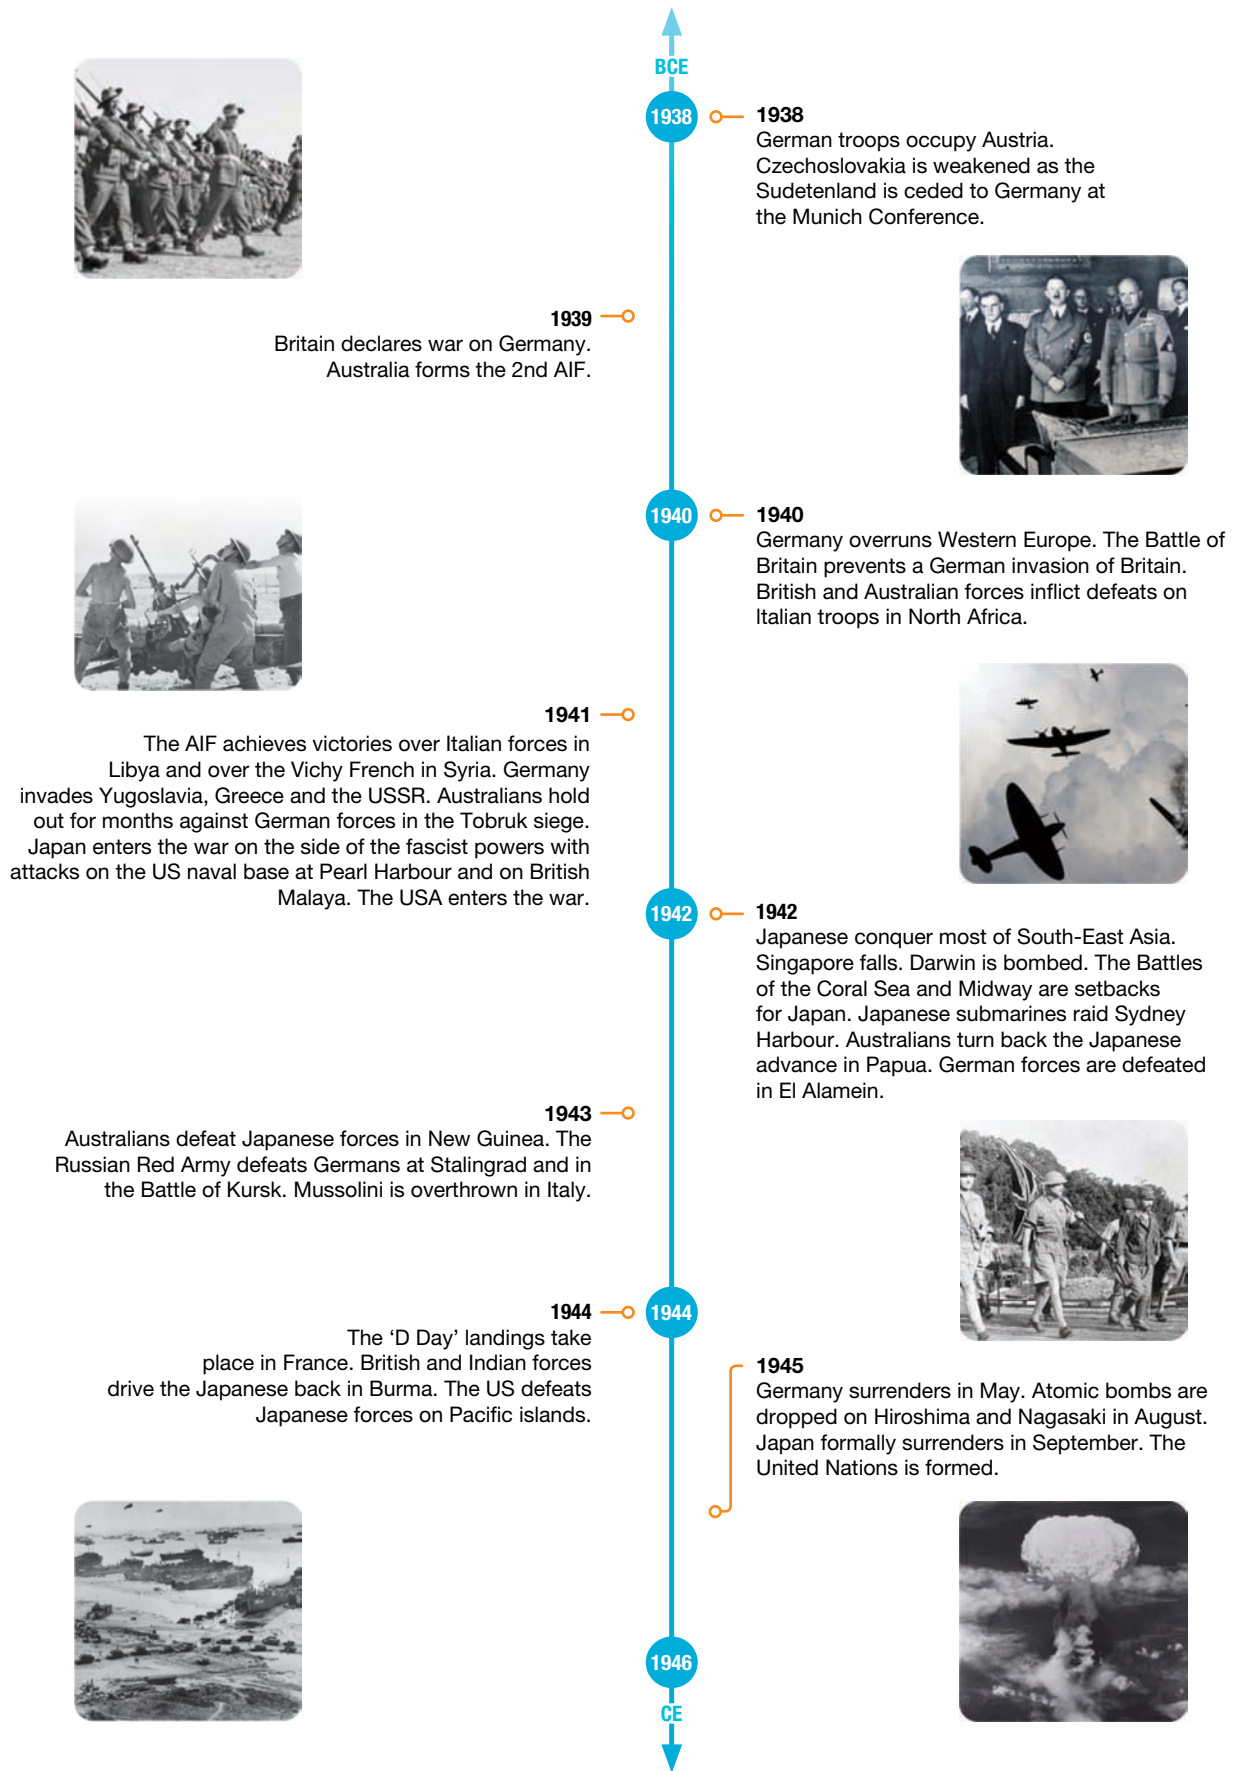 BCE
1938
1938
German troops occupy Austria.
Czechoslovakia is weakened as the
Sudetenland is ceded to Germany at
the Munich Conference.
1939
Britain declares war on Germany.
Australia forms the 2nd AIF.
1940
1940
Germany overruns Western Europe. The Battle of
Britain prevents a German invasion of Britain.
British and Australian forces inflict defeats on
Italian troops in North Africa.
1941
The AIF achieves victories over Italian forces in
Libya and over the Vichy French in Syria. Germany
invades Yugoslavia, Greece and the USSR. Australians hold
out for months against German forces in the Tobruk siege.
Japan enters the war on the side of the fascist powers with
attacks on the US naval base at Pearl Harbour and on British
Malaya. The USA enters the war.
1942
1942
Japanese conquer most of South-East Asia.
Singapore falls. Darwin is bombed. The Battles
of the Coral Sea and Midway are setbacks
for Japan. Japanese submarines raid Sydney
Harbour. Australians turn back the Japanese
advance in Papua. German forces are defeated
in El Alamein.
1943
Australians defeat Japanese forces in New Guinea. The
Russian Red Army defeats Germans at Stalingrad and in
the Battle of Kursk. Mussolini is overthrown in Italy.
1944
1944
The ‘D Day’ landings take
place in France. British and Indian forces
drive the Japanese back in Burma. The US defeats
Japanese forces on Pacific islands.
1945
Germany surrenders in May. Atomic bombs are
dropped on Hiroshima and Nagasaki in August.
Japan formally surrenders in September. The
United Nations is formed.
1946
CE